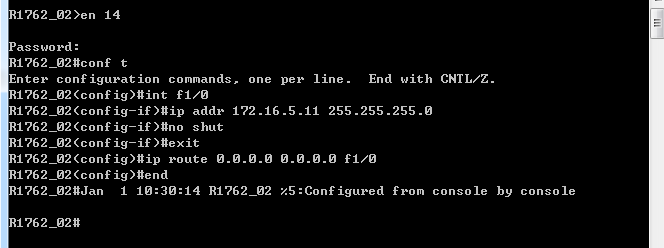 R1762_02>en 14
Password:
R1762_02#conf t
Enter configuration commands, one per line.  End with CNTL/Z.
R1762_02(config)#int f1/0
R1762_02(config-if)#ip addr 172.16.5.11 255.255.255.0
R1762_02(config-if)#no shut
R1762_02(config-if)#exit
R1762_02(config)#ip route 0.0.0.0 0.0.0.0 f1/0
R1762_02(config)#end
R1762_02#Jan  1 10:30:14 R1762_02 %5:Configured from console by console
R1762_02#